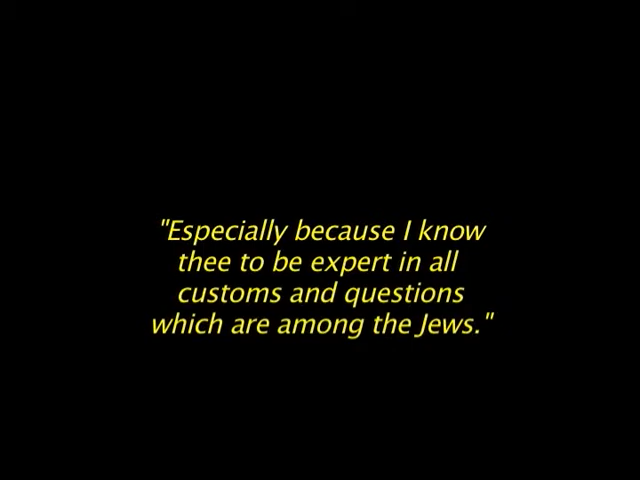 "Especially because I know
thee to be expert in all
customs and questions
which are among the Jews."